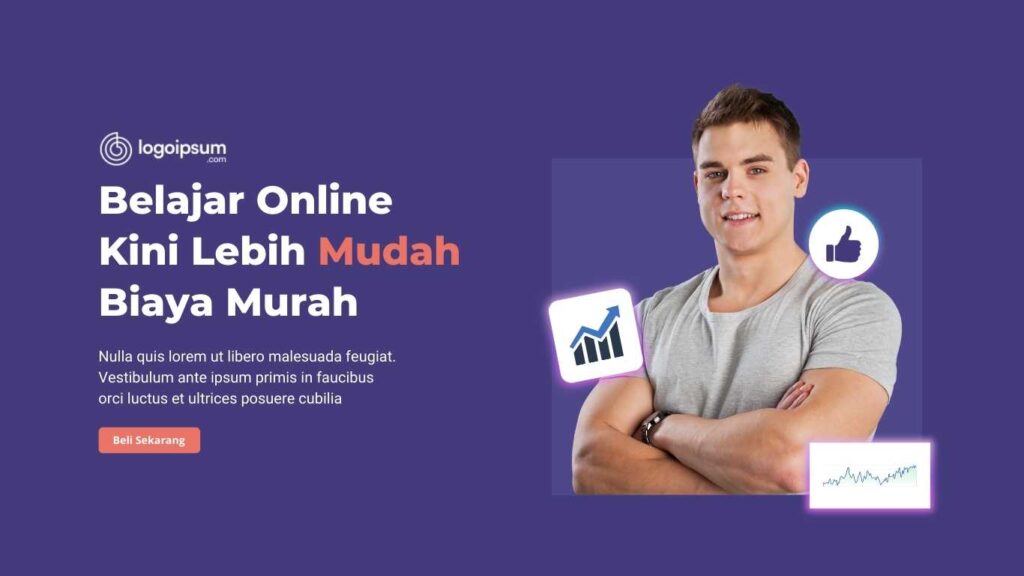 logoipsum
.com
Belajar Online
Kini Lebih Mudah
Biaya Murah
Nulla quis lorem ut libero malesuada feugiat.
Vestibulum ante ipsum primis in faucibus
orci luctus et ultrices posuere cubilia
Beli Sekarang